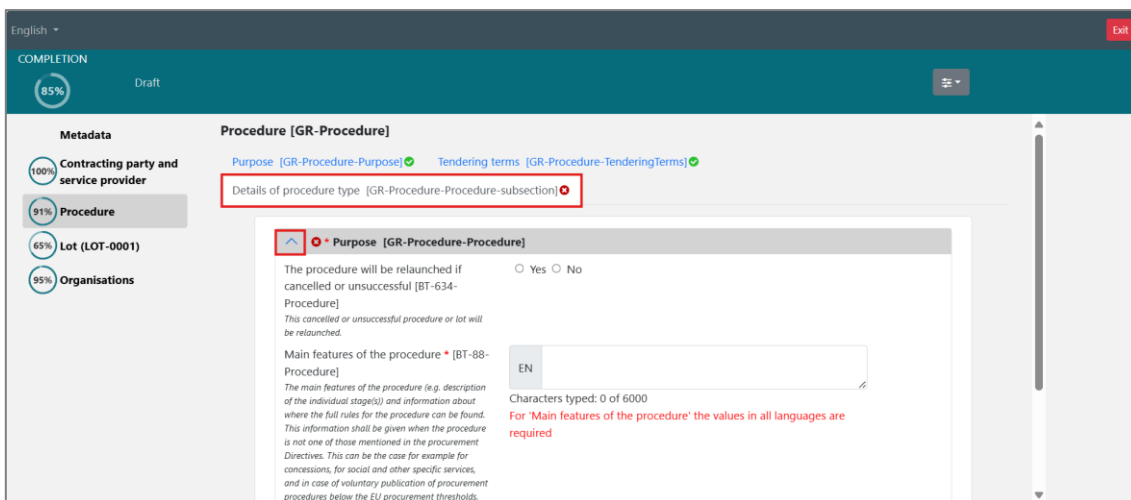 English
Exit
COMPLETION
85%
Draft
Metadata
100%
Contracting party and
service provider
91%
Procedure
65%
Lot (LOT-0001)
95%
Organisations
Procedure [GR-Procedure]
Purpose [GR-Procedure-Purpose] Tendering terms [GR-Procedure-TenderingTerms]
Details of procedure type [GR-Procedure-Procedure-subsection]
* Purpose [GR-Procedure-Procedure]
The procedure will be relaunched if
cancelled or unsuccessful [BT-634-
Procedure]
This cancelled or unsuccessful procedure or lot will
be relaunched.
Yes No
Main features of the procedure * [BT-88-
Procedure]
The main features of the procedure (e.g. description
of the individual stage(s)) and information about
where the full rules for the procedure can be found.
This information shall be given when the procedure
is not one of those mentioned in the procurement
Directives. This can be the case for example for
concessions, for social and other specific services,
and in case of voluntary publication of procurement
procedures below the EU procurement thresholds.
EN
Characters typed: 0 of 6000
For 'Main features of the procedure' the values in all languages are
required